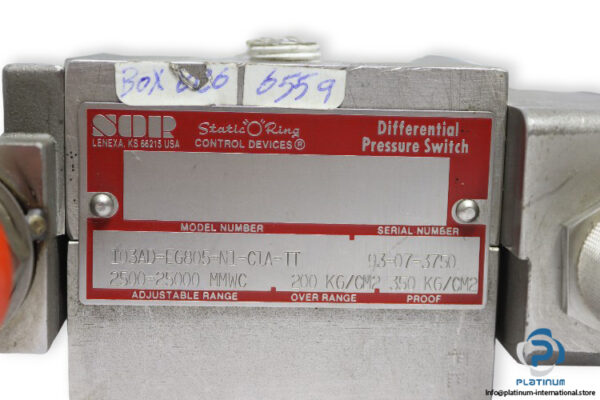 BOX 6559
SOR
LENEXA, KS 66215 USA
Static "O" Ring
CONTROL DEVICES®
Differential
Pressure Switch
MODEL NUMBER SERIAL NUMBER
103AD-EG805-N1-C1A-TT 93-07-3750
2500-25000 MMWC 200 KG/CM2 350 KG/CM2
ADJUSTABLE RANGE OVER RANGE PROOF
PLATINUM
info@platinum-international.store